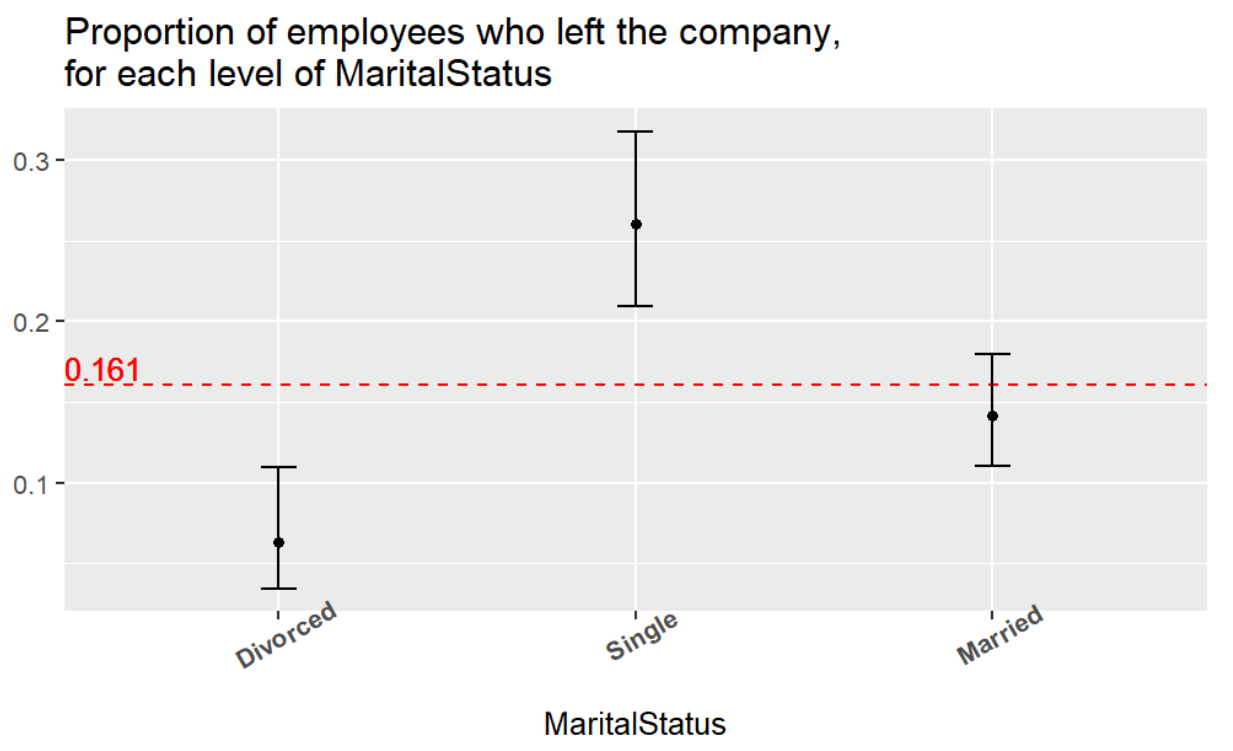 Proportion of employees who left the company,
for each level of MaritalStatus
0.3
0.2
0.161
0.1
Divorced
Single
Married
MaritalStatus